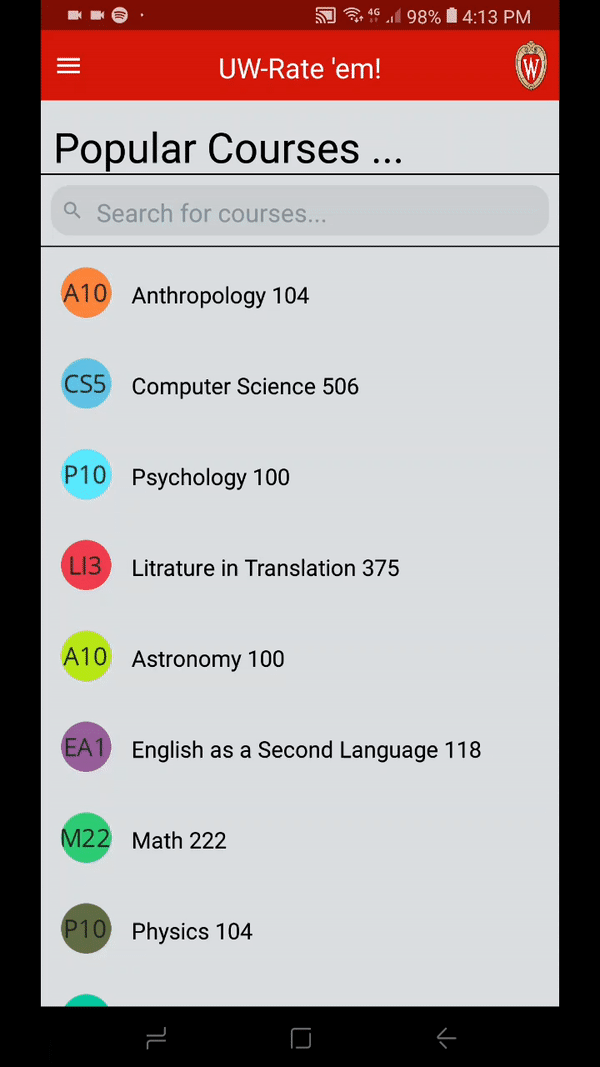 4G 98% 4:13 PM
UW-Rate 'em!
W
Popular Courses ...
Search for courses...
A10 Anthropology 104
CS5 Computer Science 506
P10 Psychology 100
LI3 Litrature in Translation 375
A10 Astronomy 100
EA1 English as a Second Language 118
M22 Math 222
P10 Physics 104